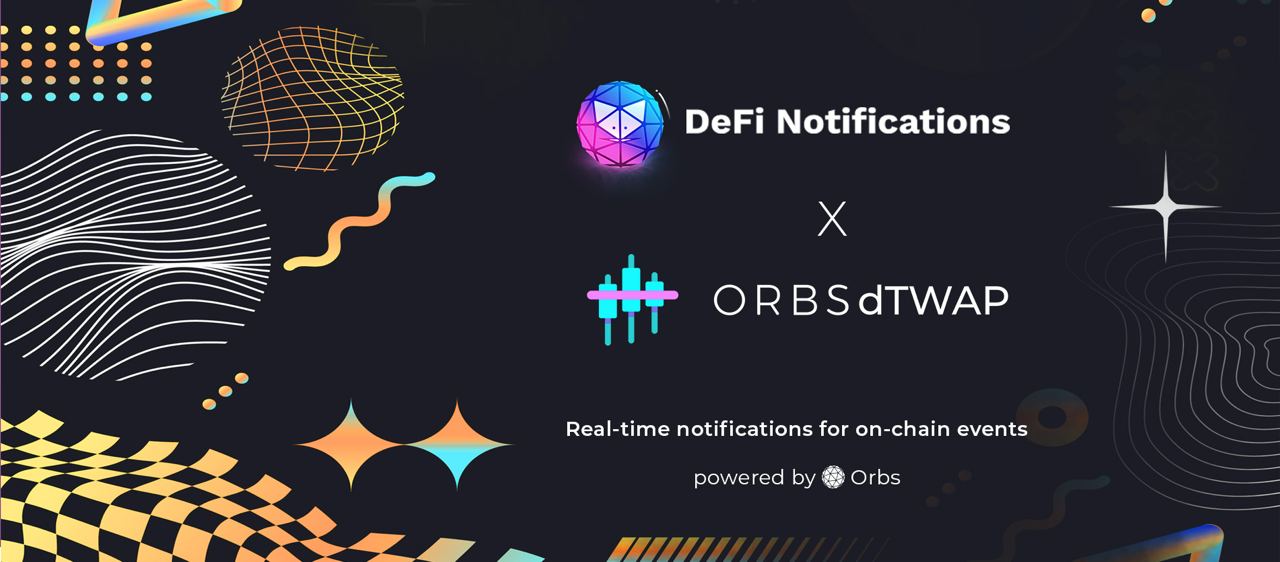 DeFi Notifications
X
ORBS dTWAP
Real-time notifications for on-chain events
powered by Orbs